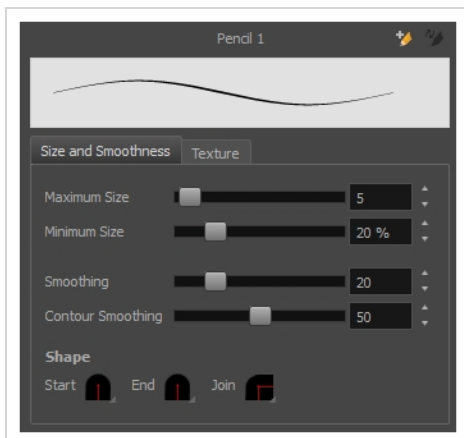 Pencil 1
Size and Smoothness Texture
Maximum Size 5
Minimum Size 20 %
Smoothing 20
Contour Smoothing 50
Shape
Start End Join